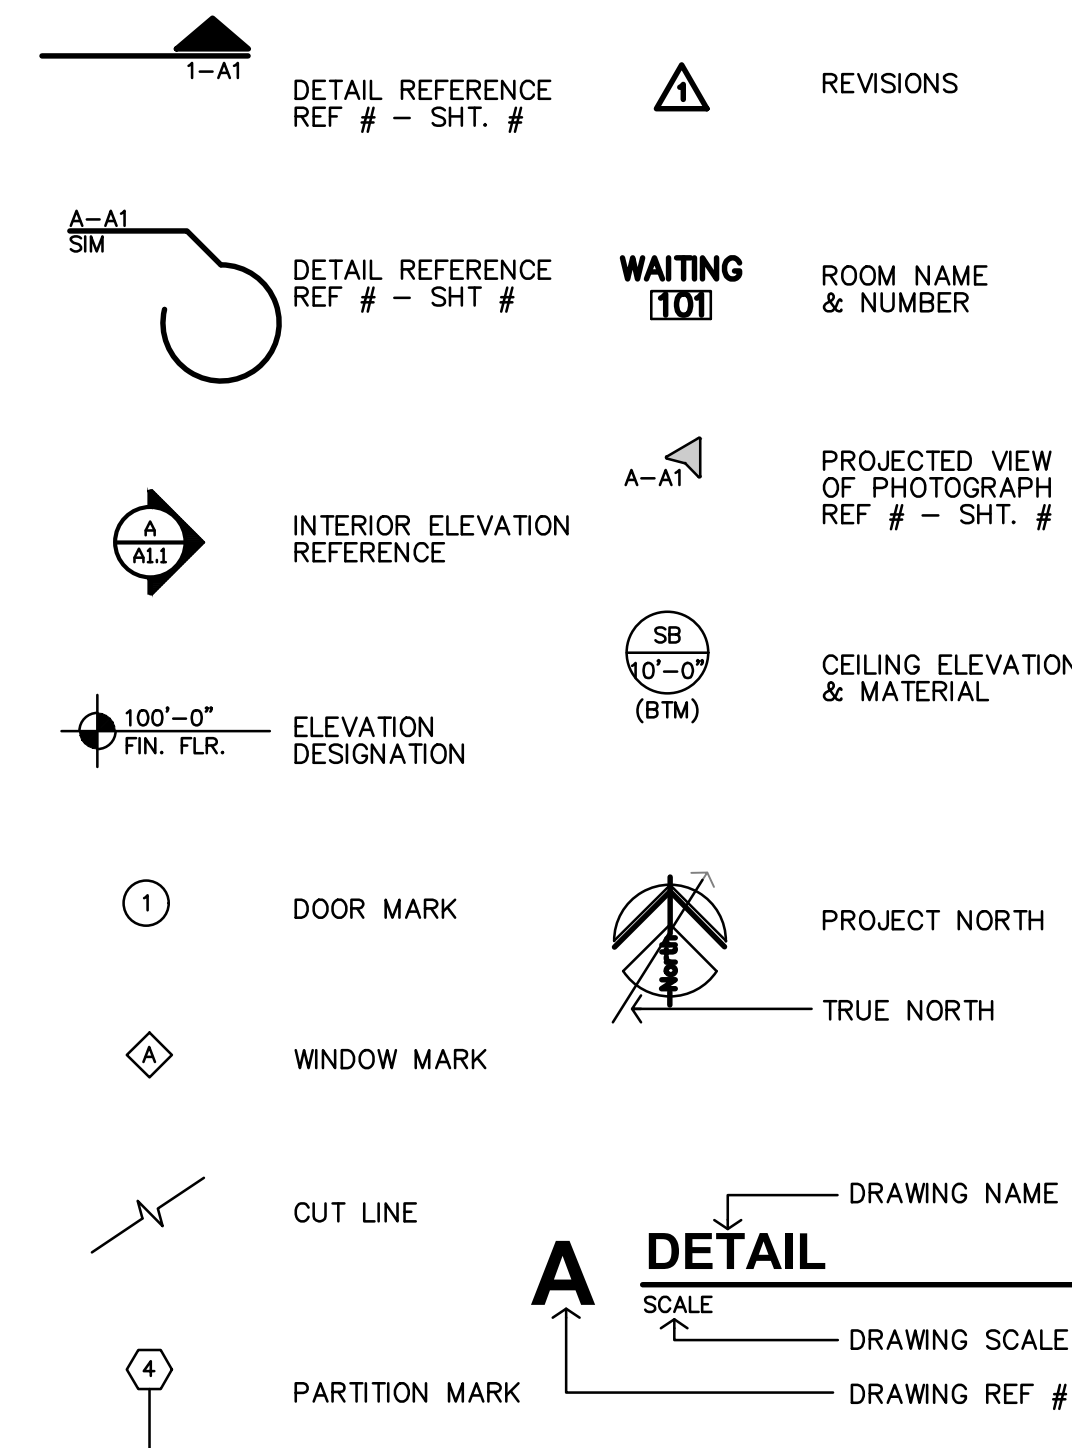 1-A1
DETAIL REFERENCE
REF # - SHT. #
A-A1
SIM
DETAIL REFERENCE
REF # - SHT #
A
A1.1
INTERIOR ELEVATION
REFERENCE
100'-0"
FIN. FLR.
ELEVATION
DESIGNATION
1
DOOR MARK
A
WINDOW MARK
CUT LINE
4
PARTITION MARK
1
REVISIONS
WAITING
101
ROOM NAME
& NUMBER
A-A1
PROJECTED VIEW
OF PHOTOGRAPH
REF # - SHT. #
SB
10'-0"
(BTM)
CEILING ELEVATION
& MATERIAL
North
PROJECT NORTH
TRUE NORTH
DRAWING NAME
A
DETAIL
SCALE
DRAWING SCALE
DRAWING REF #